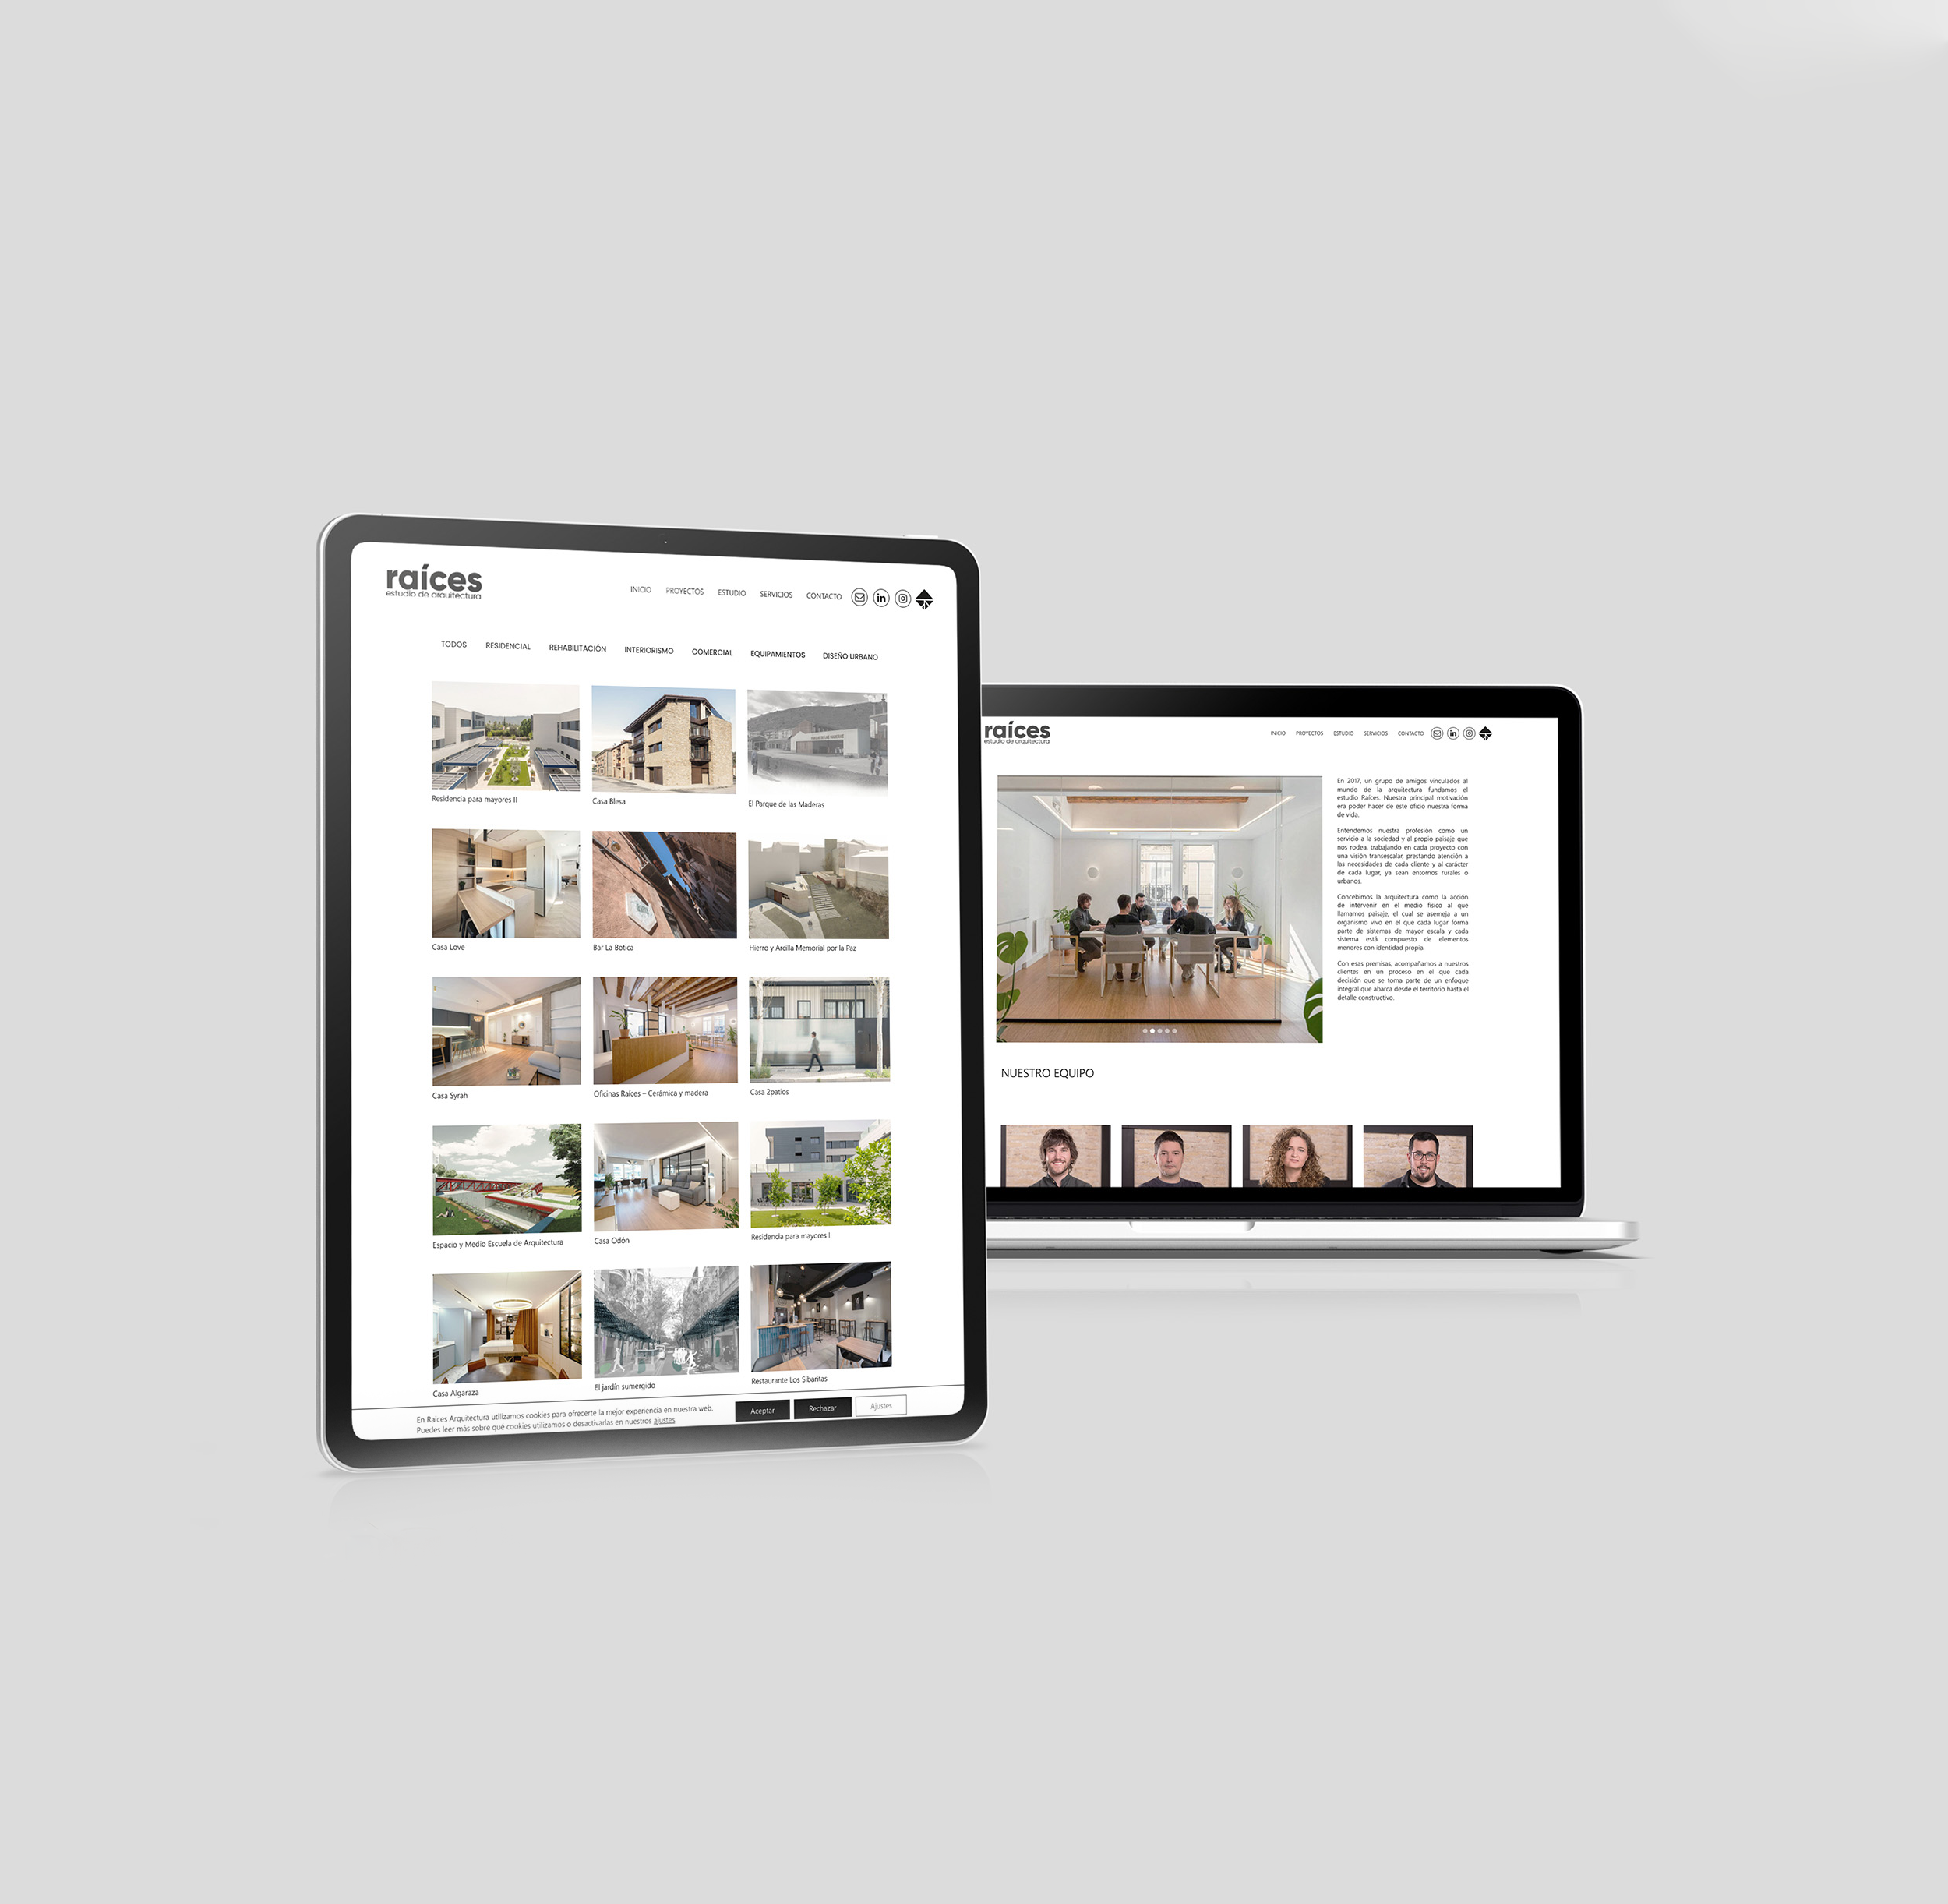 raíces
estudio de arquitectura
INICIO PROYECTOS ESTUDIO SERVICIOS CONTACTO in
TODOS RESIDENCIAL REHABILITACIÓN INTERIORISMO COMERCIAL EQUIPAMIENTOS DISEÑO URBANO
Residencia para mayores II
Casa Blesa
El Parque de las Maderas
Casa Love
Bar La Botica
Hierro y Arcilla Memorial por la Paz
Casa Syrah
Oficinas Raíces – Cerámica y madera
Casa 2patios
Espacio y Medio Escuela de Arquitectura
Casa Odón
Residencia para mayores I
Casa Algaraza
El jardín sumergido
Restaurante Los Sibaritas
En Raíces Arquitectura utilizamos cookies para ofrecerte la mejor experiencia en nuestra web.
Puedes leer más sobre qué cookies utilizamos o desactivarlas en nuestros ajustes.
Aceptar Rechazar Ajustes
raíces
estudio de arquitectura
INICIO PROYECTOS ESTUDIO SERVICIOS CONTACTO in
En 2017, un grupo de amigos vinculados al
mundo de la arquitectura fundamos el
estudio Raíces. Nuestra principal motivación
era poder hacer de este oficio nuestra forma
de vida.
Entendemos nuestra profesión como un
servicio a la sociedad y al propio paisaje que
nos rodea, trabajando en cada proyecto con
una visión transescalar, prestando atención a
las necesidades de cada cliente y al carácter
de cada lugar, ya sean entornos rurales o
urbanos.
Concebimos la arquitectura como la acción
de intervenir en el medio físico al que
llamamos paisaje, el cual se asemeja a un
organismo vivo en el que cada lugar forma
parte de sistemas de mayor escala y cada
sistema está compuesto de elementos
menores con identidad propia.
Con esas premisas, acompañamos a nuestros
clientes en un proceso en el que cada
decisión que se toma parte de un enfoque
integral que abarca desde el territorio hasta el
detalle constructivo.
NUESTRO EQUIPO